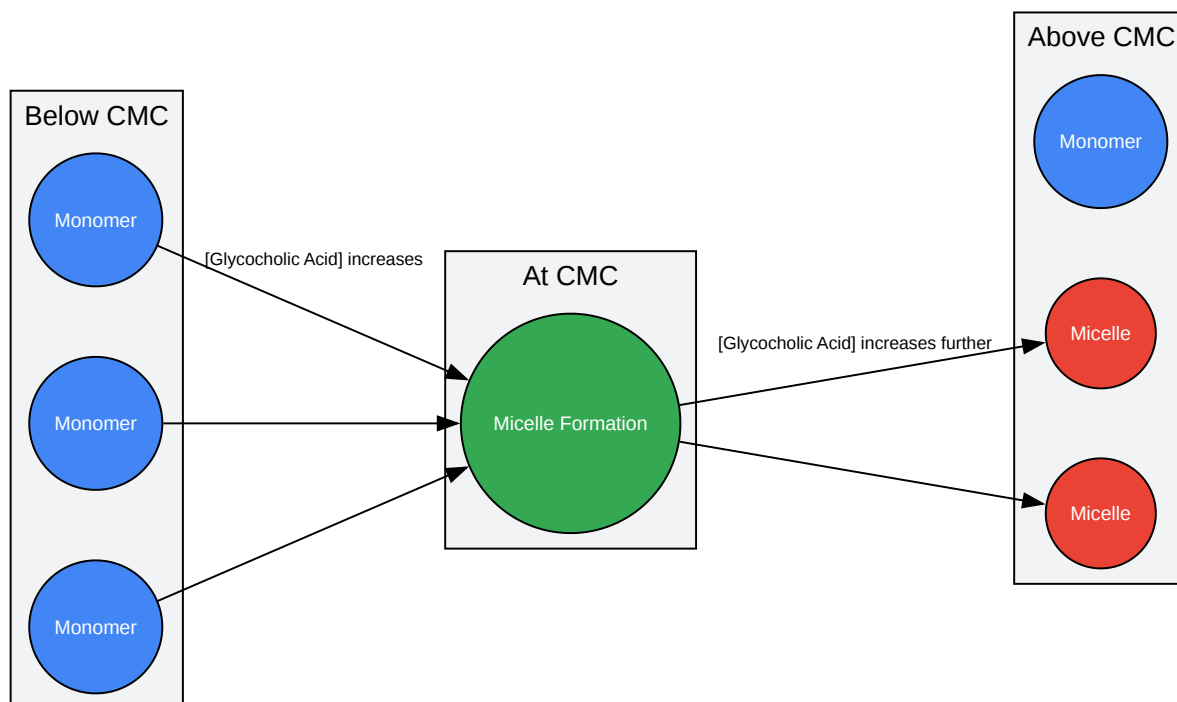 Below CMC
Monomer
Monomer
Monomer
[Glycocholic Acid] increases
At CMC
Micelle Formation
[Glycocholic Acid] increases further
Above CMC
Monomer
Micelle
Micelle